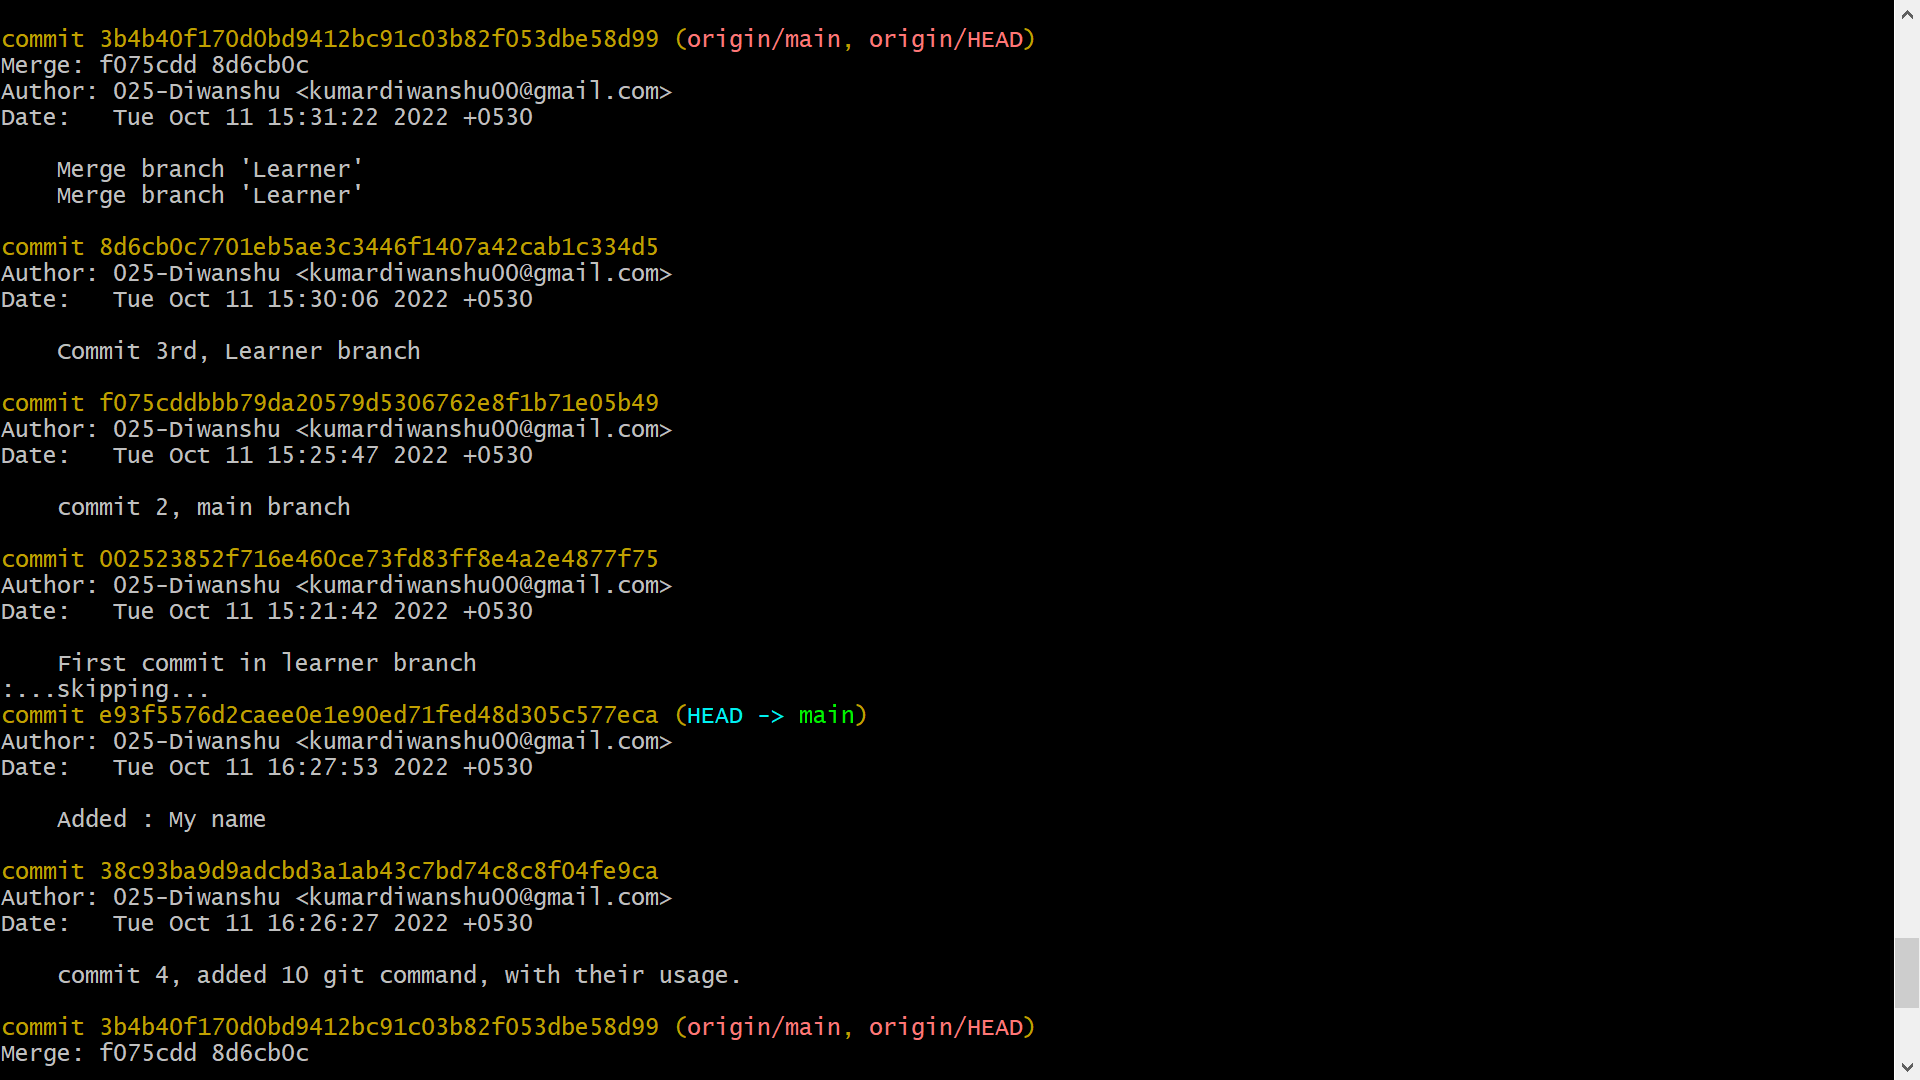 commit 3b4b40f170d0bd9412bc91c03b82f053dbe58d99 (origin/main, origin/HEAD)
Merge: f075cdd 8d6cb0c
Author: 025-Diwanshu <kumardiwanshu00@gmail.com>
Date:   Tue Oct 11 15:31:22 2022 +0530
    Merge branch 'Learner'
    Merge branch 'Learner'
commit 8d6cb0c7701eb5ae3c3446f1407a42cab1c334d5
Author: 025-Diwanshu <kumardiwanshu00@gmail.com>
Date:   Tue Oct 11 15:30:06 2022 +0530
    Commit 3rd, Learner branch
commit f075cddbbb79da20579d5306762e8f1b71e05b49
Author: 025-Diwanshu <kumardiwanshu00@gmail.com>
Date:   Tue Oct 11 15:25:47 2022 +0530
    commit 2, main branch
commit 002523852f716e460ce73fd83ff8e4a2e4877f75
Author: 025-Diwanshu <kumardiwanshu00@gmail.com>
Date:   Tue Oct 11 15:21:42 2022 +0530
    First commit in learner branch
:...skipping...
commit e93f5576d2caee0e1e90ed71fed48d305c577eca (HEAD -> main)
Author: 025-Diwanshu <kumardiwanshu00@gmail.com>
Date:   Tue Oct 11 16:27:53 2022 +0530
    Added : My name
commit 38c93ba9d9adcbd3a1ab43c7bd74c8c8f04fe9ca
Author: 025-Diwanshu <kumardiwanshu00@gmail.com>
Date:   Tue Oct 11 16:26:27 2022 +0530
    commit 4, added 10 git command, with their usage.
commit 3b4b40f170d0bd9412bc91c03b82f053dbe58d99 (origin/main, origin/HEAD)
Merge: f075cdd 8d6cb0c